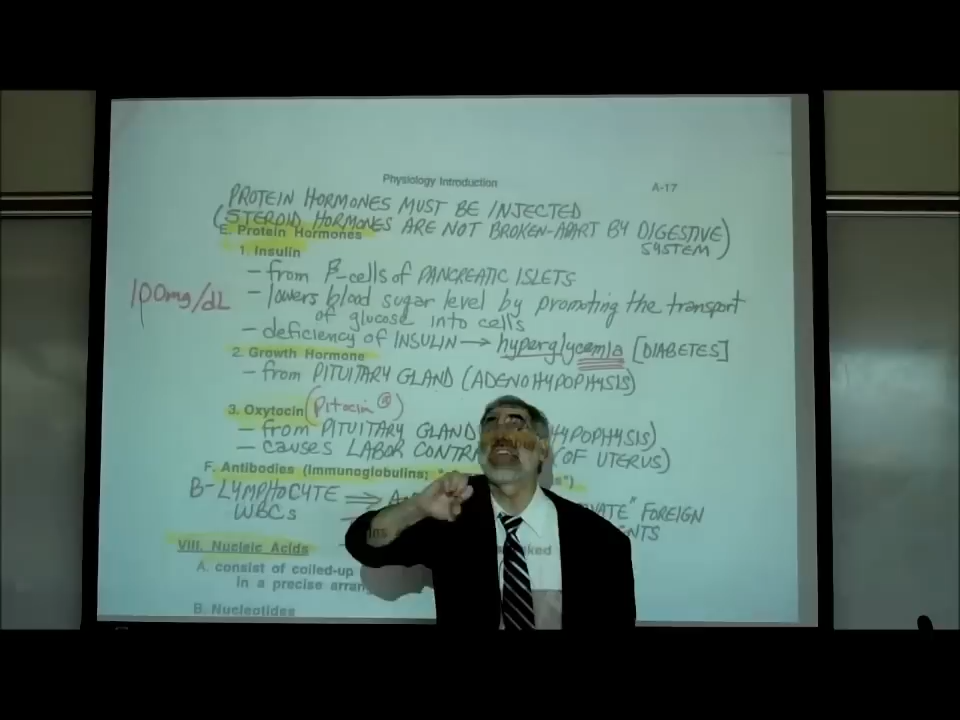 Physiology Introduction
A-17
PROTEIN HORMONES MUST BE INJECTED
(STEROID HORMONES ARE NOT BROKEN-APART BY DIGESTIVE SYSTEM)
E. Protein Hormones
1. Insulin
- from β-cells of PANCREATIC ISLETS
100mg/dL
- lowers blood sugar level by promoting the transport
of glucose into cells
- deficiency of INSULIN → hyperglycemia [DIABETES]
2. Growth Hormone
- from PITUITARY GLAND (ADENOHYPOPHYSIS)
3. Oxytocin (Pitocin ®)
- from PITUITARY GLAND HYPOPHYSIS)
- causes LABOR CONTR (OF UTERUS)
F. Antibodies (Immunoglobulins; "
B-LYMPHOCYTE ⇒ FOREIGN
WBCs
VIII. Nucleic Acids
A. consist of coiled-up
in a precise
B. Nucleotides